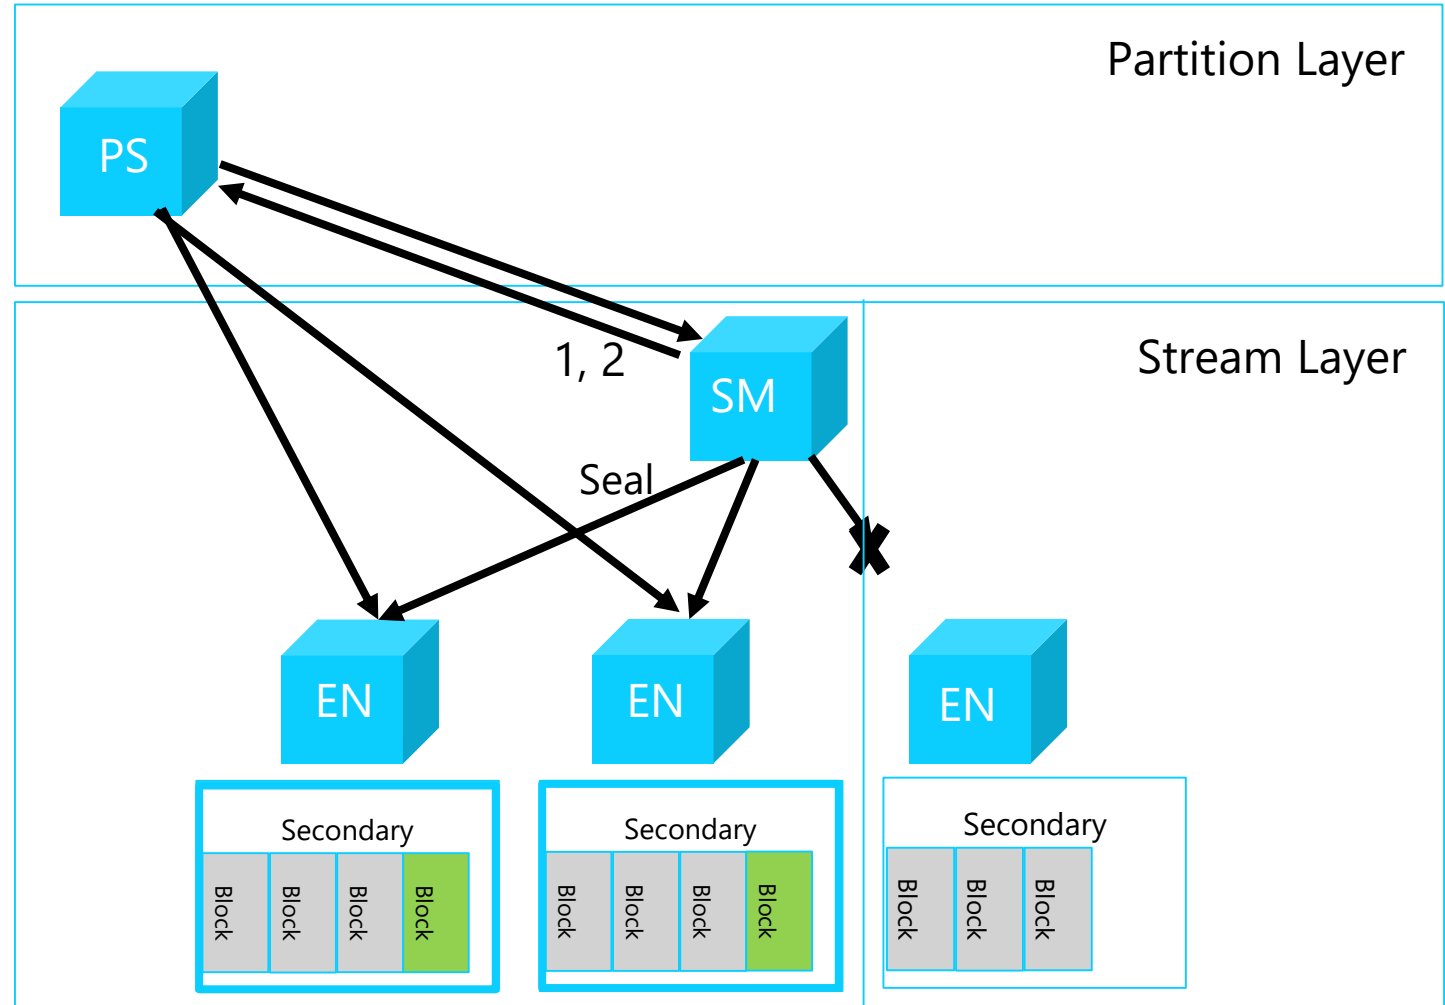 Partition Layer
PS
1, 2
SM
Stream Layer
Seal
EN
EN
EN
Secondary
Secondary
Secondary
Block
Block
Block
Block
Block
Block
Block
Block
Block
Block
Block